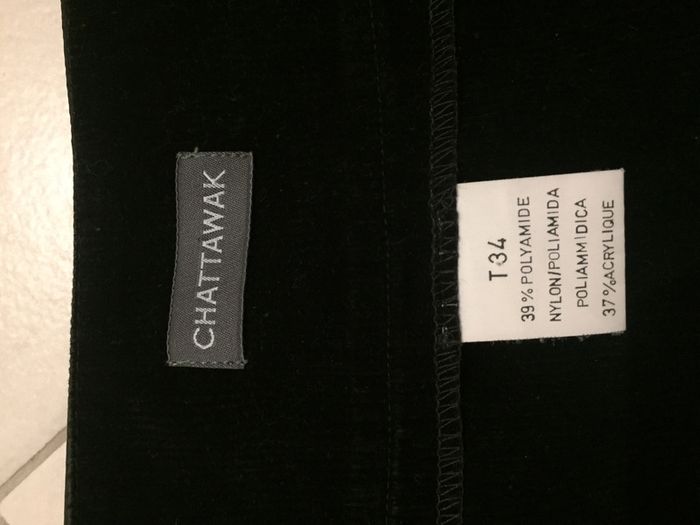 CHATTAWAK
T34
39% POLYAMIDE
NYLON/POLIAMIDA
POLIAMMIDICA
37%ACRYLIQUE